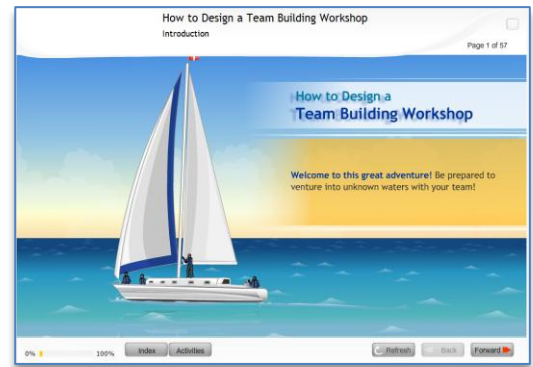 How to Design a Team Building Workshop
Introduction
Page 1 of 57
How to Design a
Team Building Workshop
Welcome to this great adventure! Be prepared to
venture into unknown waters with your team!
0%
100%
Index
Activities
Refresh
Back
Forward